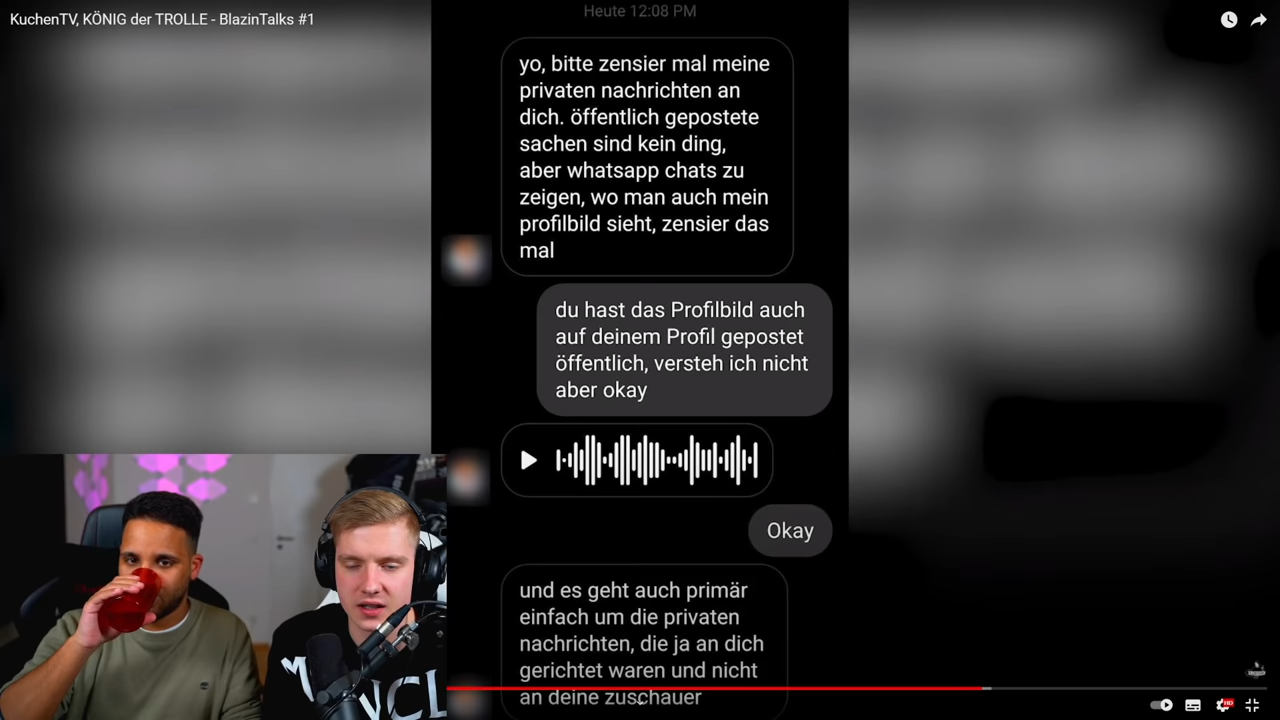 KuchenTV, KÖNIG der TROLLE - BlazinTalks #1
Heute 12:08 PM
yo, bitte zensier mal meine
privaten nachrichten an
dich. öffentlich gepostete
sachen sind kein ding,
aber whatsapp chats zu
zeigen, wo man auch mein
profilbild sieht, zensier das
mal
du hast das Profilbild auch
auf deinem Profil gepostet
öffentlich, versteh ich nicht
aber okay
Okay
und es geht auch primär
einfach um die privaten
nachrichten, die ja an dich
gerichtet waren und nicht
an deine zuschauer
HD